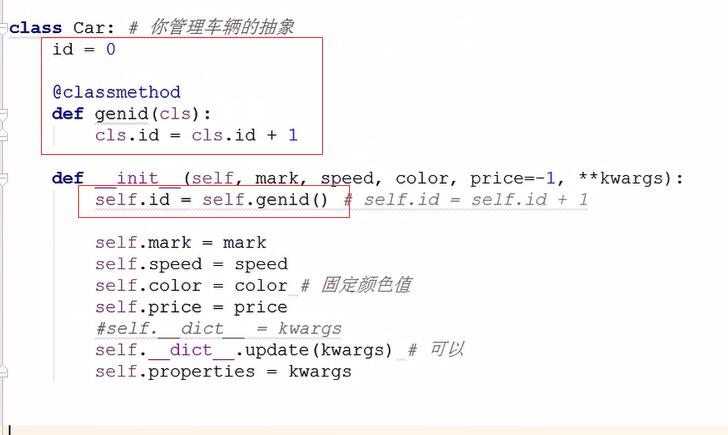 class Car: # 你管理车辆的抽象
    id = 0
    @classmethod
    def genid(cls):
        cls.id = cls.id + 1
    def __init__(self, mark, speed, color, price=-1, **kwargs):
        self.id = self.genid() # self.id = self.id + 1
        self.mark = mark
        self.speed = speed
        self.color = color # 固定颜色值
        self.price = price
        #self.__dict__ = kwargs
        self.__dict__.update(kwargs) # 可以
        self.properties = kwargs